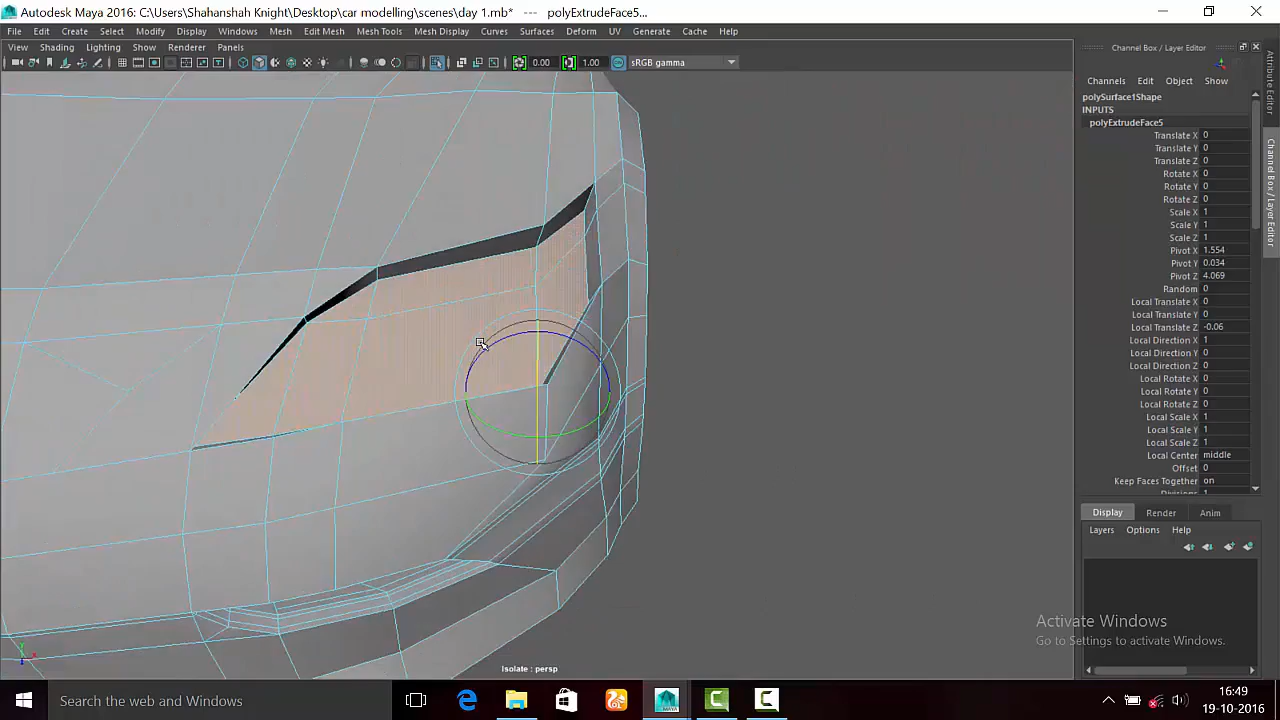 Autodesk Maya 2016: C:\Users\Shahanshah Knight\Desktop\car modelling\scenes\day 1.mb* --- polyExtrudeFace5...
File Edit Create Select Modify Display Windows Mesh Edit Mesh Mesh Tools Mesh Display Curves Surfaces Deform UV Generate Cache Help
View Shading Lighting Show Renderer Panels
0.00 1.00 sRGB gamma
Channel Box / Layer Editor
Channels Edit Object Show
polySurface1Shape
INPUTS
polyExtrudeFace5
Translate X 0
Translate Y 0
Translate Z 0
Rotate X 0
Rotate Y 0
Rotate Z 0
Scale X 1
Scale Y 1
Scale Z 1
Pivot X 1.554
Pivot Y 0.034
Pivot Z 4.069
Random 0
Local Translate X 0
Local Translate Y 0
Local Translate Z -0.06
Local Direction X 1
Local Direction Y 0
Local Direction Z 0
Local Rotate X 0
Local Rotate Y 0
Local Rotate Z 0
Local Scale X 1
Local Scale Y 1
Local Scale Z 1
Local Center middle
Offset 0
Keep Faces Together on
Attribute Editor
Channel Box / Layer Editor
Display Render Anim
Layers Options Help
Activate Windows
Go to Settings to activate Windows.
Isolate : persp
Search the web and Windows
MAYA
16:49
19-10-2016